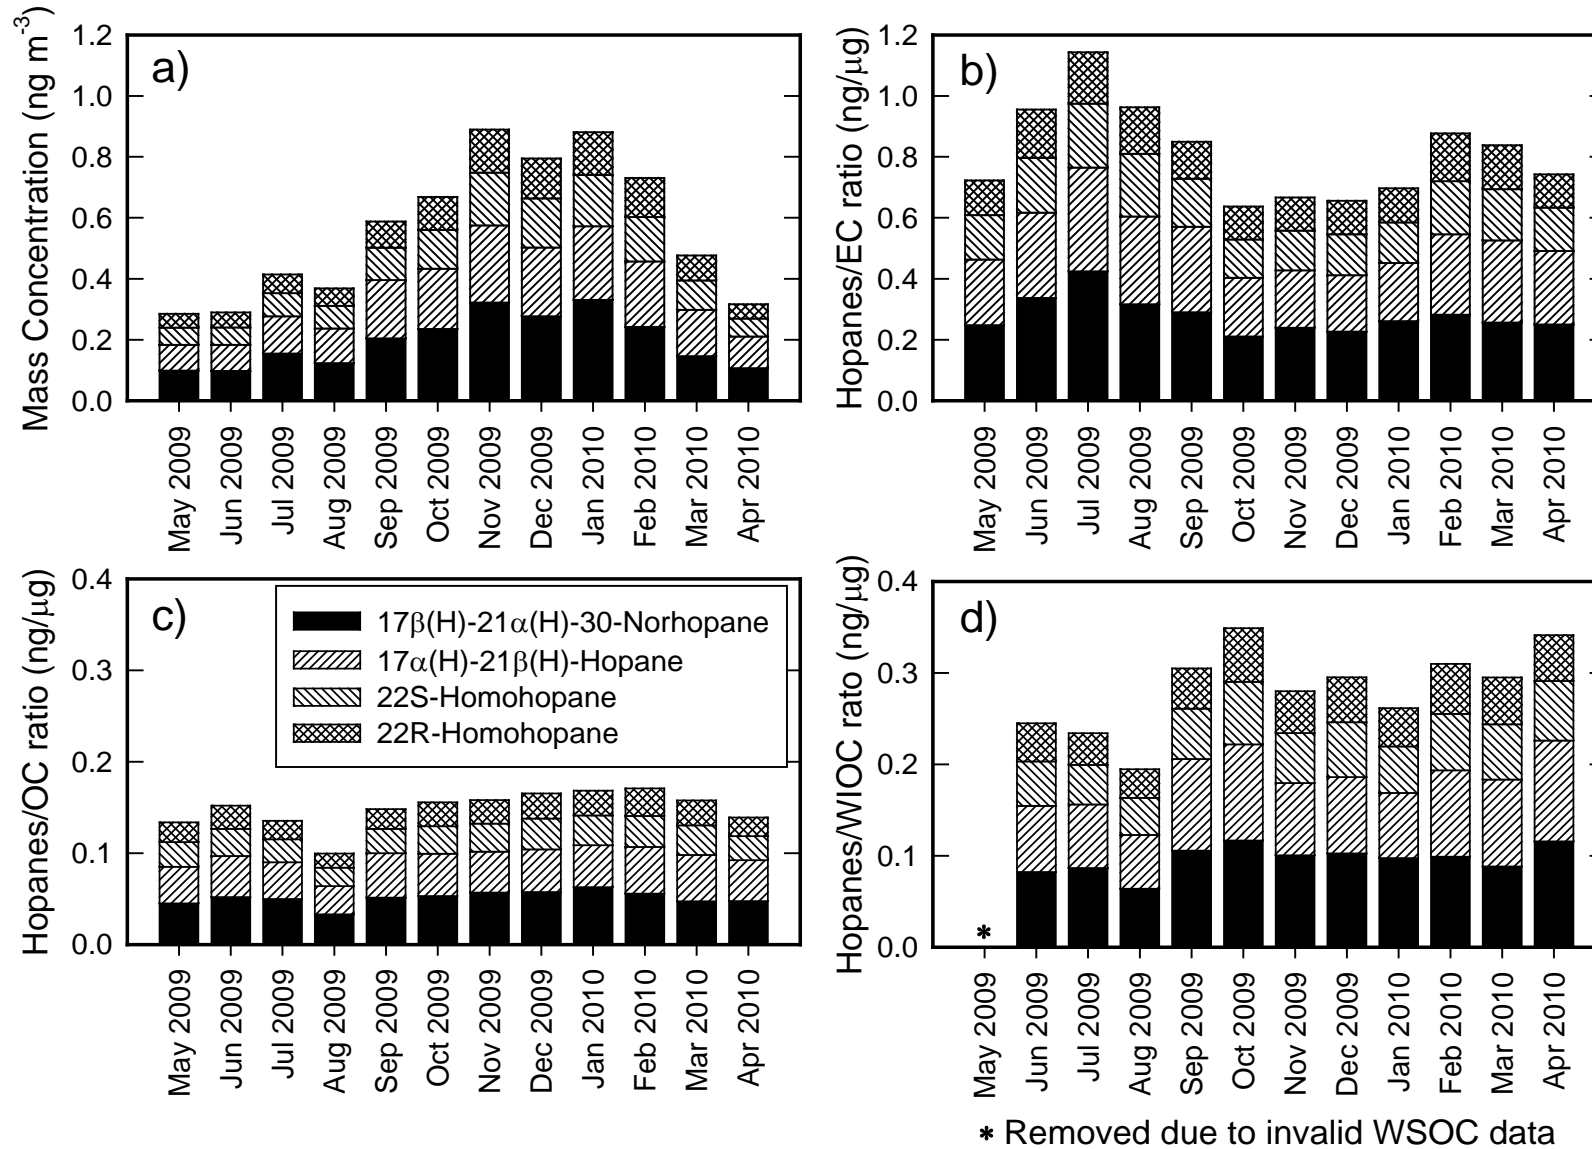 a)
Mass Concentration (ng m-3)
1.2
1.0
0.8
0.6
0.4
0.2
0.0
May 2009
Jun 2009
Jul 2009
Aug 2009
Sep 2009
Oct 2009
Nov 2009
Dec 2009
Jan 2010
Feb 2010
Mar 2010
Apr 2010
b)
Hopanes/EC ratio (ng/μg)
1.2
1.0
0.8
0.6
0.4
0.2
0.0
May 2009
Jun 2009
Jul 2009
Aug 2009
Sep 2009
Oct 2009
Nov 2009
Dec 2009
Jan 2010
Feb 2010
Mar 2010
Apr 2010
c)
Hopanes/OC ratio (ng/μg)
0.4
0.3
0.2
0.1
0.0
17β(H)-21α(H)-30-Norhopane
17α(H)-21β(H)-Hopane
22S-Homohopane
22R-Homohopane
May 2009
Jun 2009
Jul 2009
Aug 2009
Sep 2009
Oct 2009
Nov 2009
Dec 2009
Jan 2010
Feb 2010
Mar 2010
Apr 2010
d)
Hopanes/WIOC rato (ng/μg)
0.4
0.3
0.2
0.1
0.0
*
May 2009
Jun 2009
Jul 2009
Aug 2009
Sep 2009
Oct 2009
Nov 2009
Dec 2009
Jan 2010
Feb 2010
Mar 2010
Apr 2010
* Removed due to invalid WSOC data